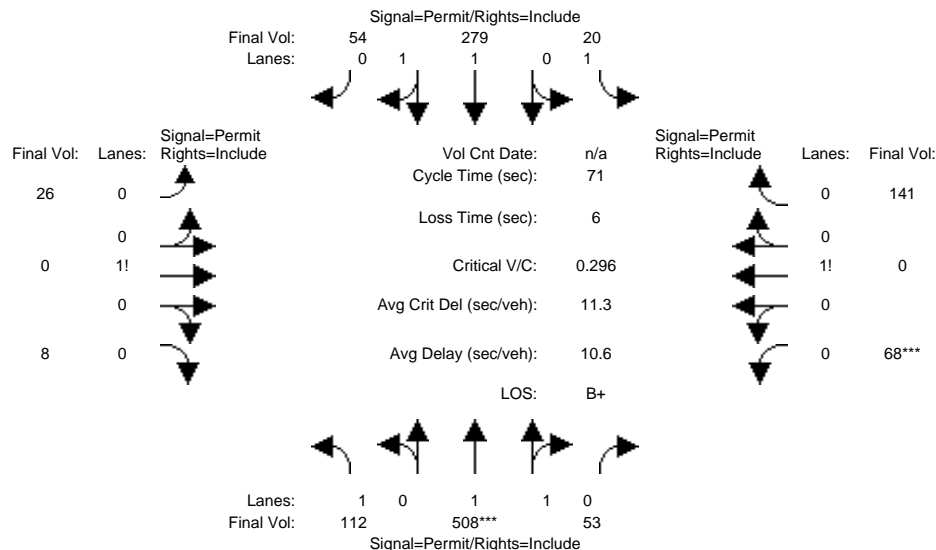 Signal=Permit/Rights=Include
Final Vol: 54 279 20
Lanes: 0 1 1 0 1
Signal=Permit Signal=Permit
Final Vol: Lanes: Rights=Include Vol Cnt Date: n/a Rights=Include Lanes: Final Vol:
Cycle Time (sec): 71
26 0 0 141
Loss Time (sec): 6
0 0
0 1! Critical V/C: 0.296 1! 0
0 Avg Crit Del (sec/veh): 11.3 0
8 0 Avg Delay (sec/veh): 10.6 0 68***
LOS: B+
Lanes: 1 0 1 1 0
Final Vol: 112 508*** 53
Signal=Permit/Rights=Include